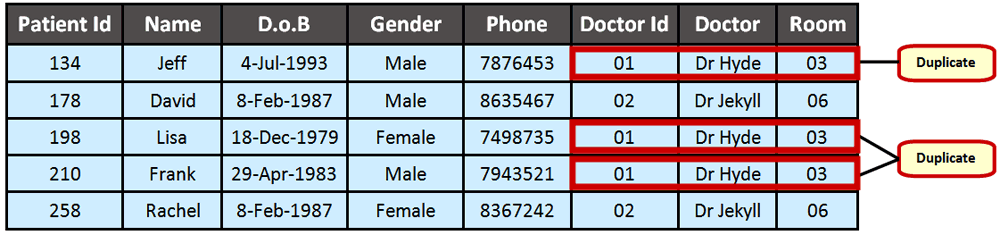 Patient Id Name D.o.B Gender Phone Doctor Id Doctor Room
134 Jeff 4-Jul-1993 Male 7876453 01 Dr Hyde 03 Duplicate
178 David 8-Feb-1987 Male 8635467 02 Dr Jekyll 06
198 Lisa 18-Dec-1979 Female 7498735 01 Dr Hyde 03
Duplicate
210 Frank 29-Apr-1983 Male 7943521 01 Dr Hyde 03
258 Rachel 8-Feb-1987 Female 8367242 02 Dr Jekyll 06